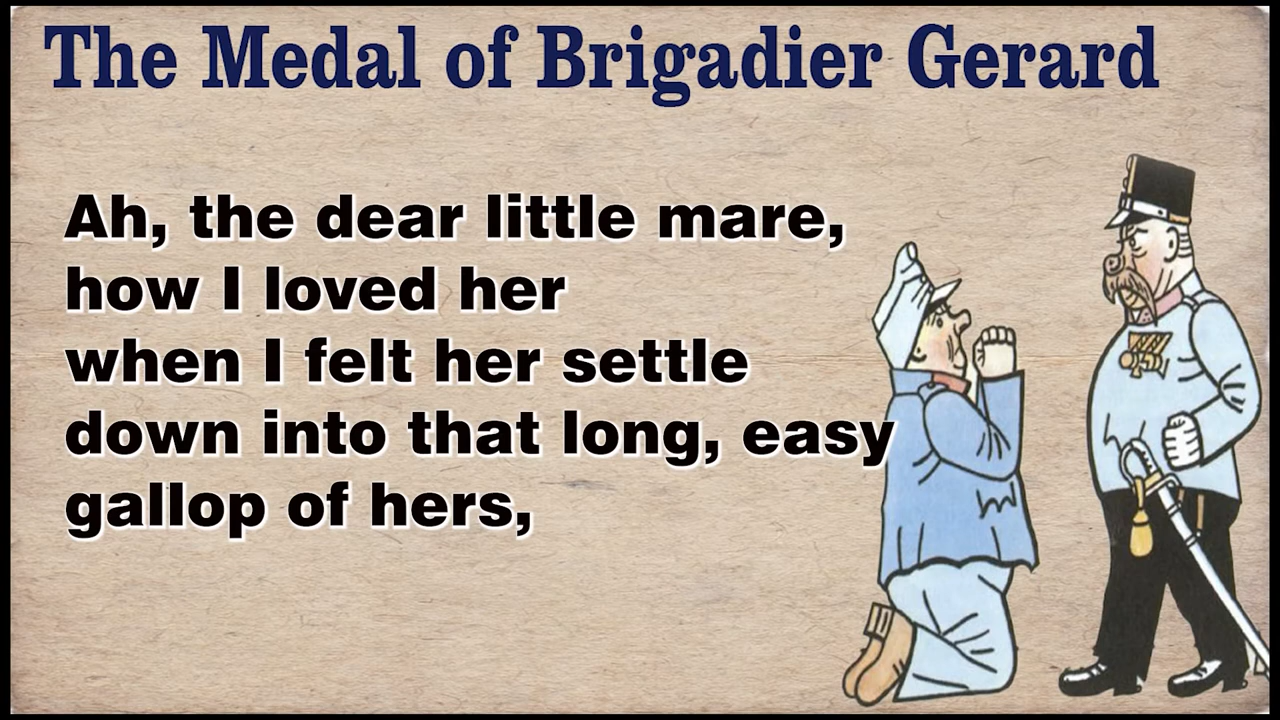 The Medal of Brigadier Gerard
Ah, the dear little mare,
how I loved her
when I felt her settle
down into that long, easy
gallop of hers,